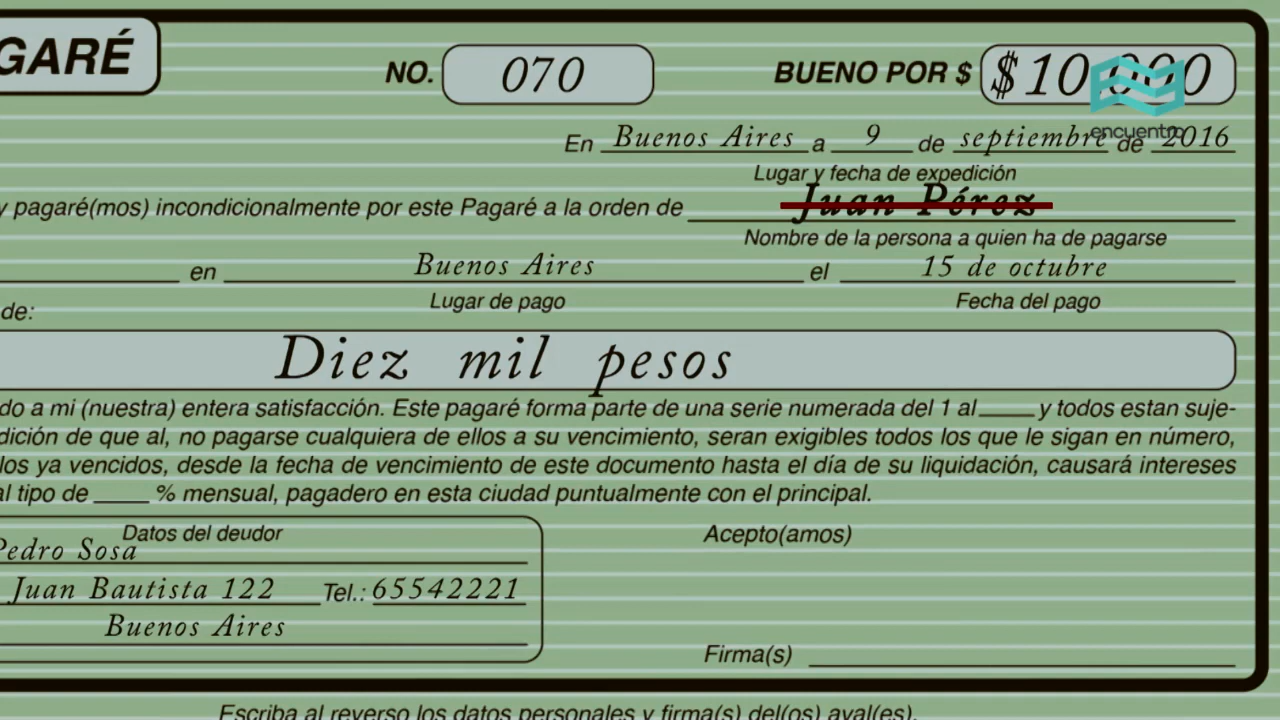 GARÉ NO. 070 BUENO POR $ $10000
encuentro
En Buenos Aires a 9 de septiembre de 2016
Lugar y fecha de expedición
y pagaré(mos) incondicionalmente por este Pagaré a la orden de Juan Pérez
Nombre de la persona a quien ha de pagarse
en Buenos Aires el 15 de octubre
Lugar de pago Fecha del pago
de:
Diez mil pesos
do a mi (nuestra) entera satisfacción. Este pagaré forma parte de una serie numerada del 1 al y todos estan suje-
dición de que al, no pagarse cualquiera de ellos a su vencimiento, seran exigibles todos los que le sigan en número,
los ya vencidos, desde la fecha de vencimiento de este documento hasta el día de su liquidación, causará intereses
al tipo de % mensual, pagadero en esta ciudad puntualmente con el principal.
Datos del deudor Acepto(amos)
Pedro Sosa
Juan Bautista 122 Tel.: 65542221
Buenos Aires
Firma(s)
Escriba al reverso los datos personales y firma(s) del(os) aval(es).